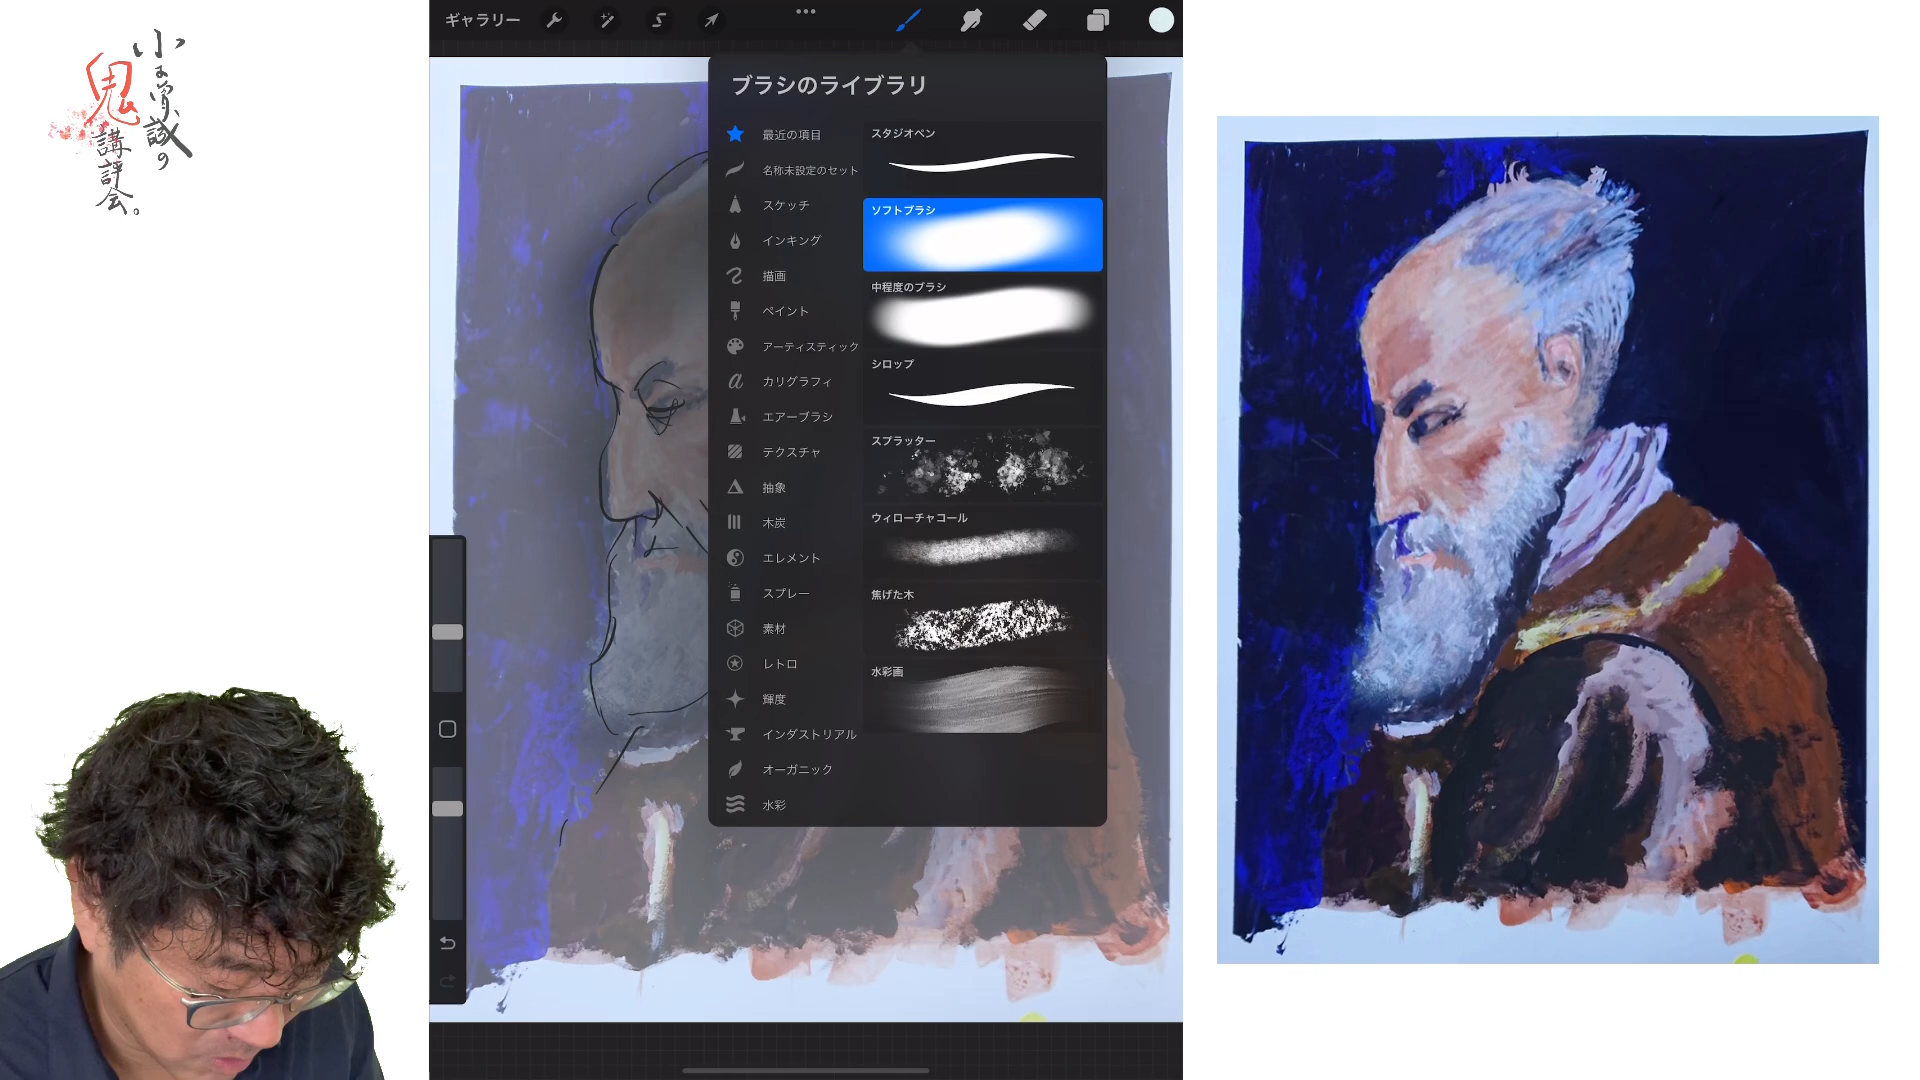 小木曽誠の
鬼
講評会。
ギャラリー
ブラシのライブラリ
最近の項目
名称未設定のセット
スケッチ
インキング
描画
ペイント
アーティスティック
カリグラフィ
エアーブラシ
テクスチャ
抽象
木炭
エレメント
スプレー
素材
レトロ
輝度
インダストリアル
オーガニック
水彩
スタジオペン
ソフトブラシ
中程度のブラシ
シロップ
スプラッター
ウィローチャコール
焦げた木
水彩画